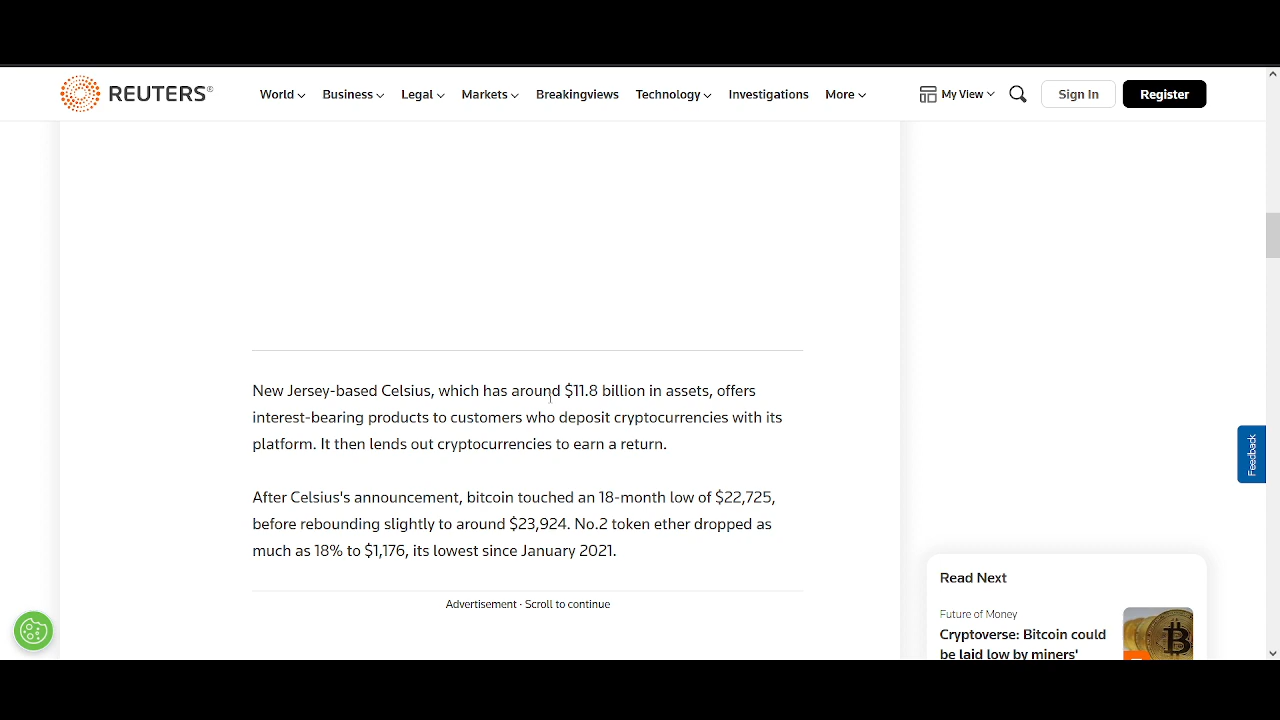 REUTERS®
World Business Legal Markets Breakingviews Technology Investigations More My View Sign In Register
New Jersey-based Celsius, which has around $11.8 billion in assets, offers
interest-bearing products to customers who deposit cryptocurrencies with its
platform. It then lends out cryptocurrencies to earn a return.
After Celsius's announcement, bitcoin touched an 18-month low of $22,725,
before rebounding slightly to around $23,924. No.2 token ether dropped as
much as 18% to $1,176, its lowest since January 2021.
Advertisement · Scroll to continue
Feedback
Read Next
Future of Money
Cryptoverse: Bitcoin could
be laid low by miners'